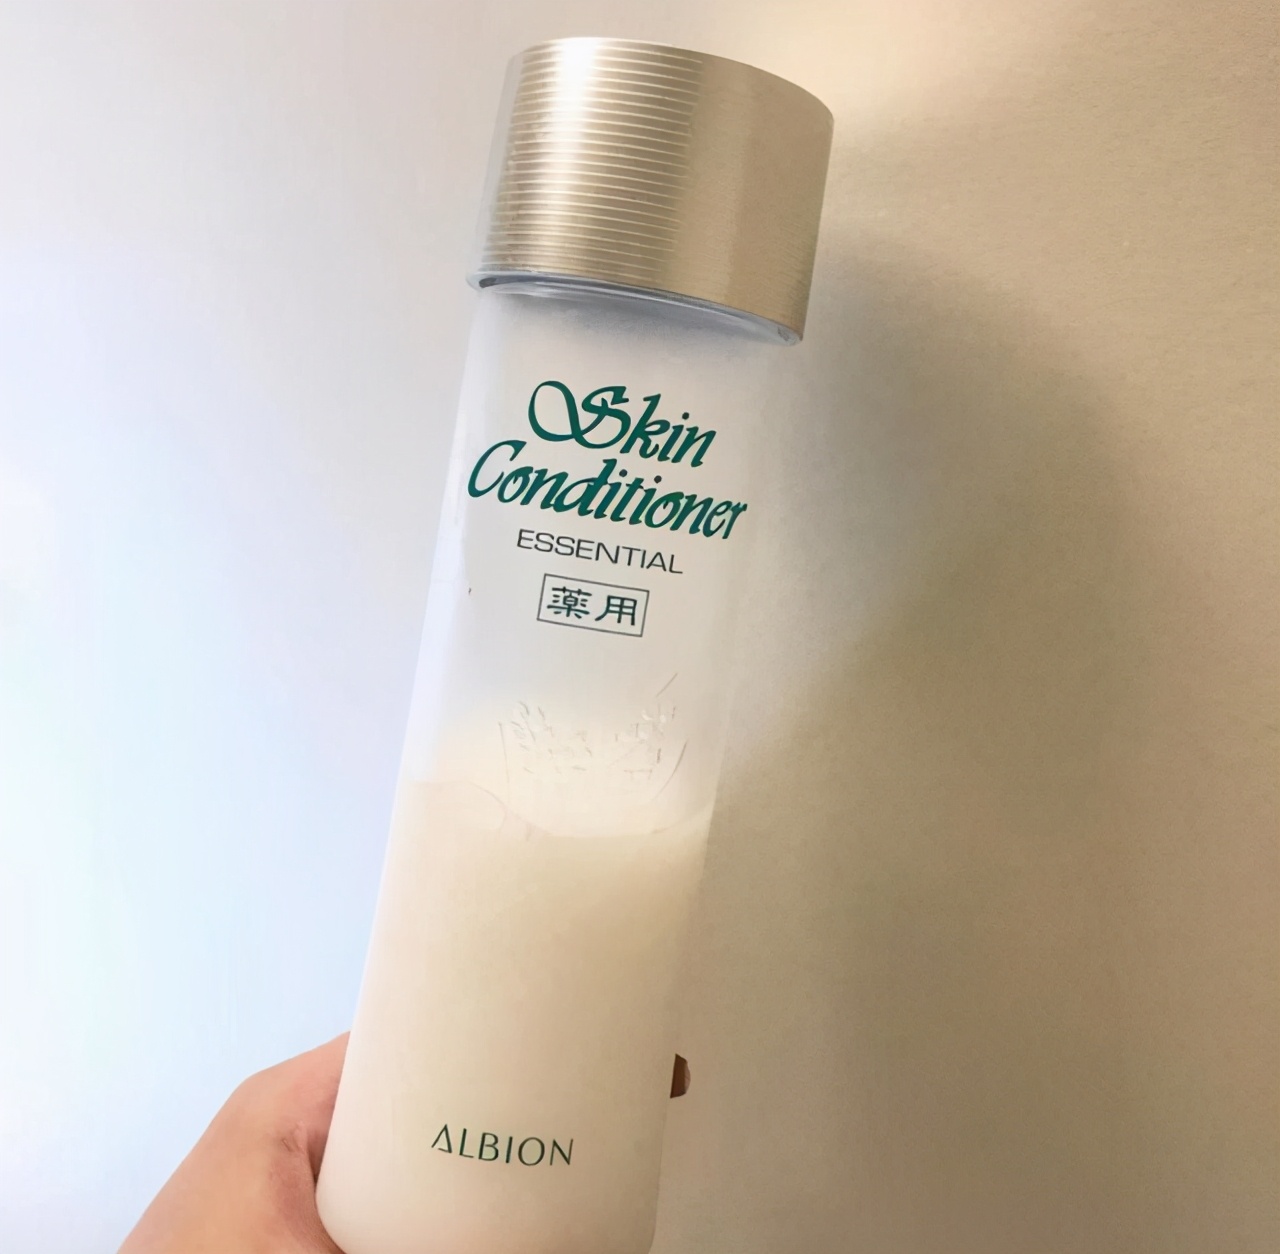 Skin
Conditioner
ESSENTIAL
薬用
ALBION